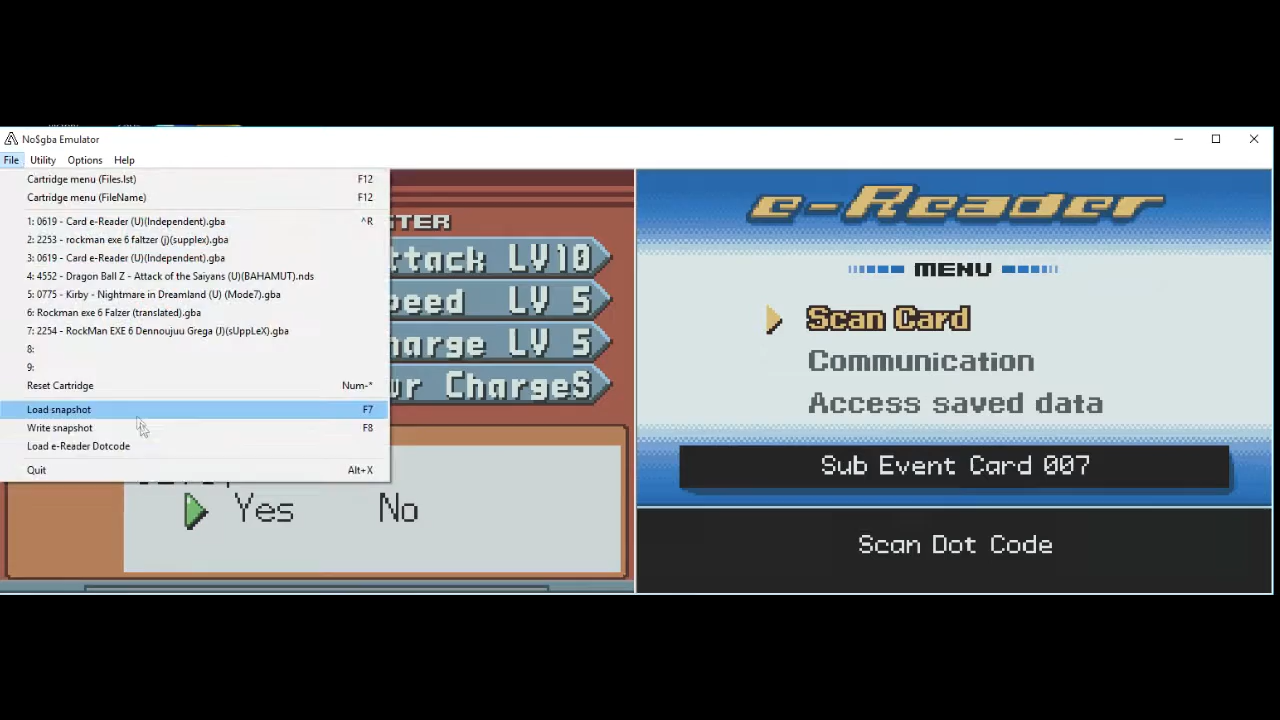 No$gba Emulator
File Utility Options Help
Cartridge menu (Files.lst) F12
Cartridge menu (FileName) F12
1: 0619 - Card e-Reader (U)(Independent).gba ^R
2: 2253 - rockman exe 6 faltzer (j)(supplex).gba
3: 0619 - Card e-Reader (U)(Independent).gba
4: 4552 - Dragon Ball Z - Attack of the Saiyans (U)(BAHAMUT).nds
5: 0775 - Kirby - Nightmare in Dreamland (U) (Mode7).gba
6: Rockman exe 6 Falzer (translated).gba
7: 2254 - RockMan EXE 6 Dennoujuu Grega (J)(sUppLeX).gba
8:
9:
Reset Cartridge Num-*
Load snapshot F7
Write snapshot F8
Load e-Reader Dotcode
Quit Alt+X
TER
ttack LV10
peed LV 5
harge LV 5
ur ChargeS
Yes No
e-Reader
MENU
Scan Card
Communication
Access saved data
Sub Event Card 007
Scan Dot Code